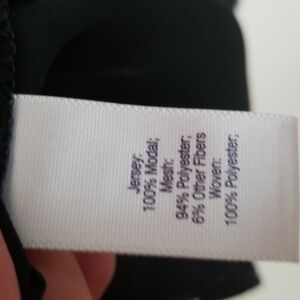 Jersey:
100% Modal;
Mesh:
94% Polyester;
6% Other Fibers
Woven:
100% Polyester;